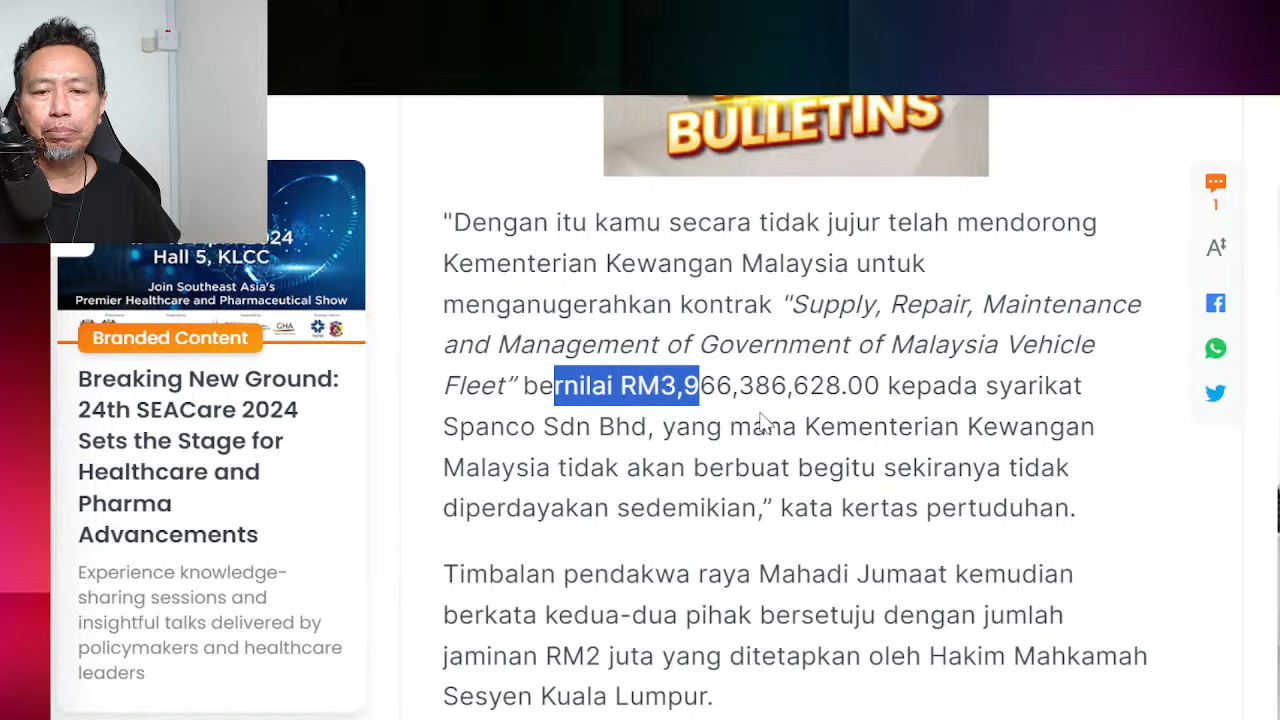 BULLETINS
"Dengan itu kamu secara tidak jujur telah mendorong
Kementerian Kewangan Malaysia untuk
menganugerahkan kontrak "Supply, Repair, Maintenance
and Management of Government of Malaysia Vehicle
Fleet” bernilai RM3,966,386,628.00 kepada syarikat
Spanco Sdn Bhd, yang mana Kementerian Kewangan
Malaysia tidak akan berbuat begitu sekiranya tidak
diperdayakan sedemikian,” kata kertas pertuduhan.
Timbalan pendakwa raya Mahadi Jumaat kemudian
berkata kedua-dua pihak bersetuju dengan jumlah
jaminan RM2 juta yang ditetapkan oleh Hakim Mahkamah
Sesyen Kuala Lumpur.
Hall 5, KLCC
Join Southeast Asia's
Premier Healthcare and Pharmaceutical Show
GHA
Branded Content
Breaking New Ground:
24th SEACare 2024
Sets the Stage for
Healthcare and
Pharma
Advancements
Experience knowledge-
sharing sessions and
insightful talks delivered by
policymakers and healthcare
leaders
1
A